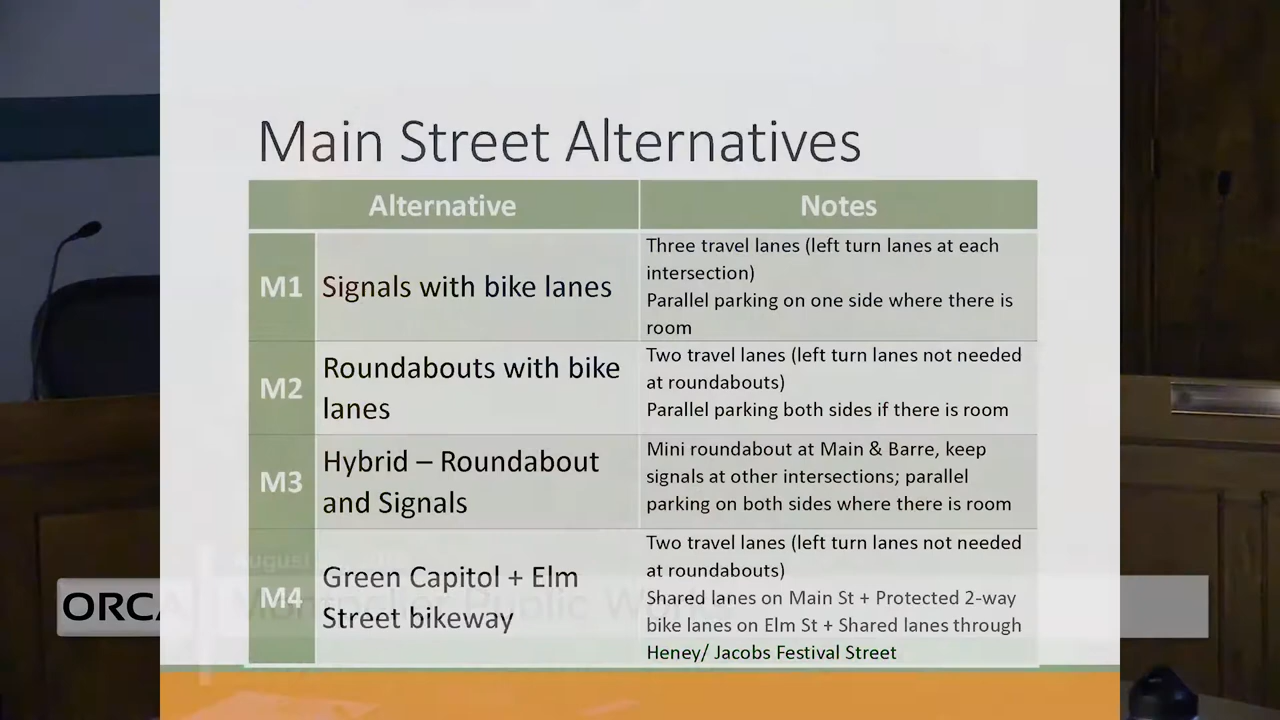 Main Street Alternatives
Alternative
Notes
M1
Signals with bike lanes
Three travel lanes (left turn lanes at each
intersection)
Parallel parking on one side where there is
room
M2
Roundabouts with bike
lanes
Two travel lanes (left turn lanes not needed
at roundabouts)
Parallel parking both sides if there is room
M3
Hybrid – Roundabout
and Signals
Mini roundabout at Main & Barre, keep
signals at other intersections; parallel
parking on both sides where there is room
M4
Green Capitol + Elm
Street bikeway
Two travel lanes (left turn lanes not needed
at roundabouts)
Shared lanes on Main St + Protected 2-way
bike lanes on Elm St + Shared lanes through
Heney/ Jacobs Festival Street
August
ORCA
Montpelier Public Works